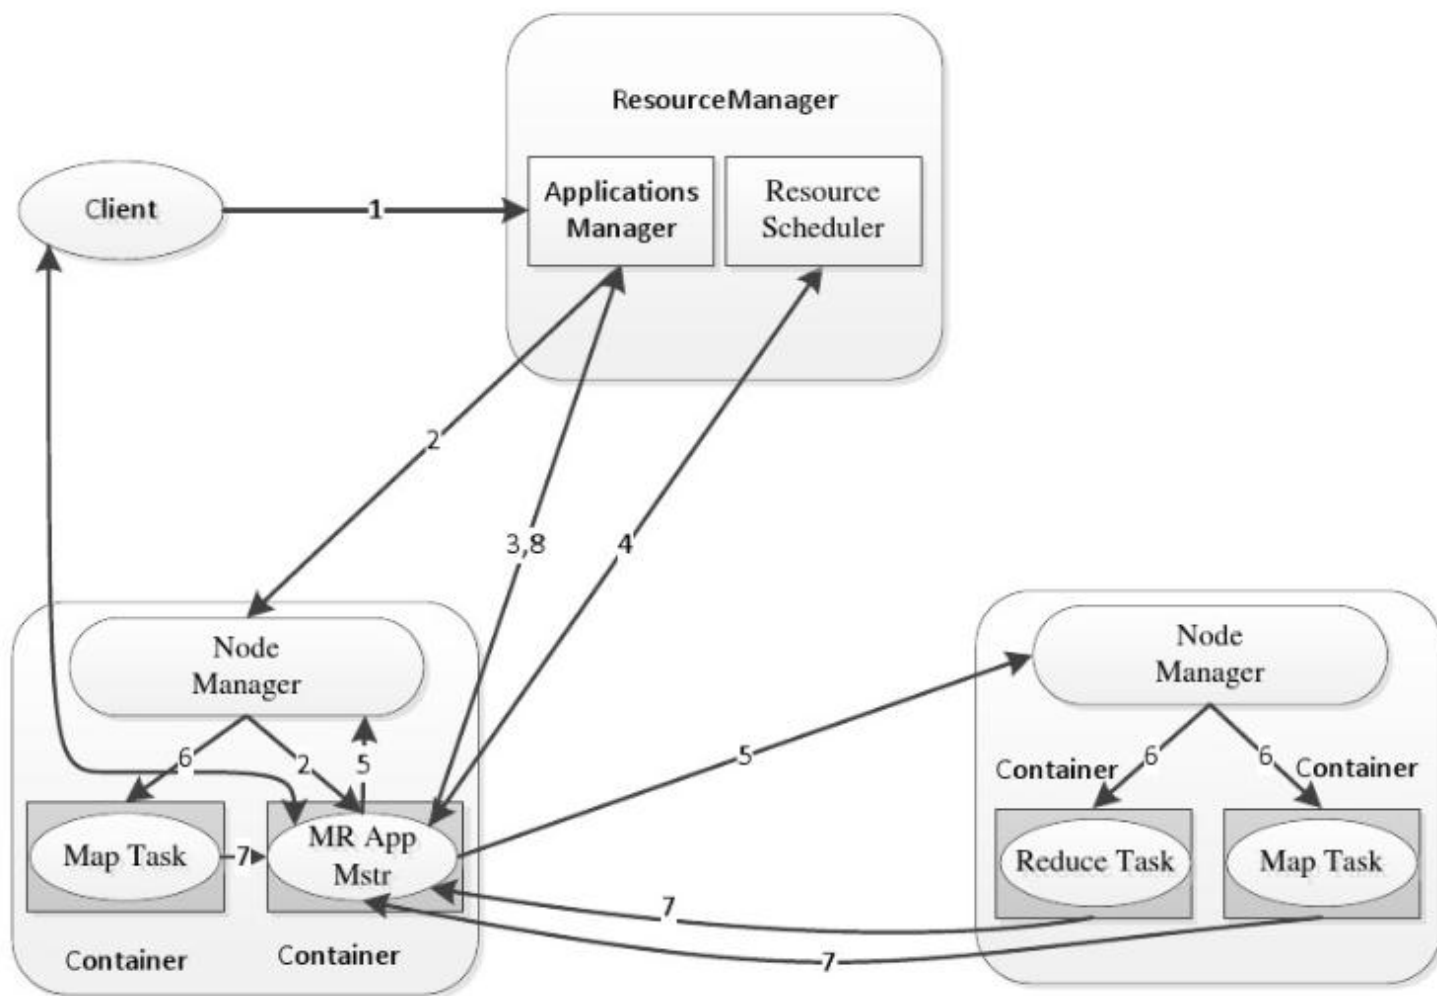 ResourceManager
Client
1
Applications
Manager
Resource
Scheduler
2
3,8
4
Node
Manager
6
2
5
Map Task
7
MR App
Mstr
Container
Container
5
Node
Manager
Container
6
6
Container
Reduce Task
Map Task
7
7